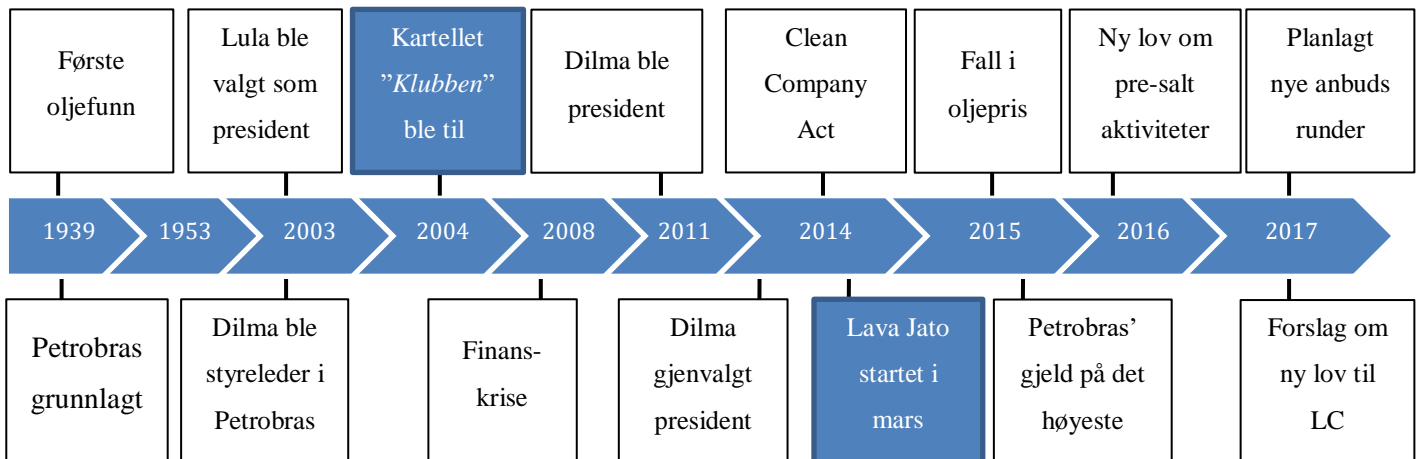 Første
oljefunn
Lula ble
valgt som
president
Kartellet
”Klubben”
ble til
Dilma ble
president
Clean
Company
Act
Fall i
oljepris
Ny lov om
pre-salt
aktiviteter
Planlagt
nye anbuds
runder
1939
1953
2003
2004
2008
2011
2014
2015
2016
2017
Petrobras
grunnlagt
Dilma ble
styreleder i
Petrobras
Finans-
krise
Dilma
gjenvalgt
president
Lava Jato
startet i
mars
Petrobras’
gjeld på det
høyeste
Forslag om
ny lov til
LC